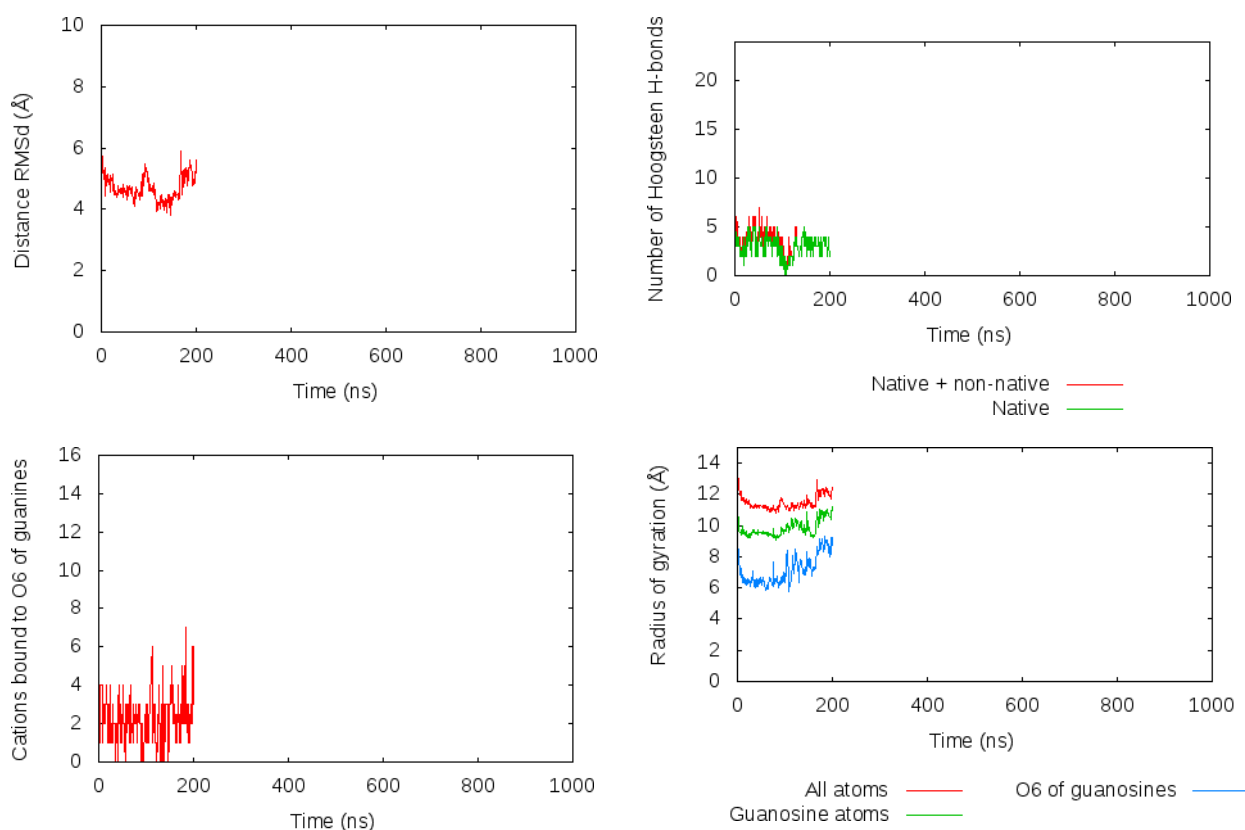 Distance RMSd (Å)
10
8
6
4
2
0
0 200 400 600 800 1000
Time (ns)
Number of Hoogsteen H-bonds
20
15
10
5
0
0 200 400 600 800 1000
Time (ns)
Native + non-native
Native
Cations bound to O6 of guanines
16
14
12
10
8
6
4
2
0
0 200 400 600 800 1000
Time (ns)
Radius of gyration (Å)
14
12
10
8
6
4
2
0
0 200 400 600 800 1000
Time (ns)
All atoms
Guanosine atoms
O6 of guanosines